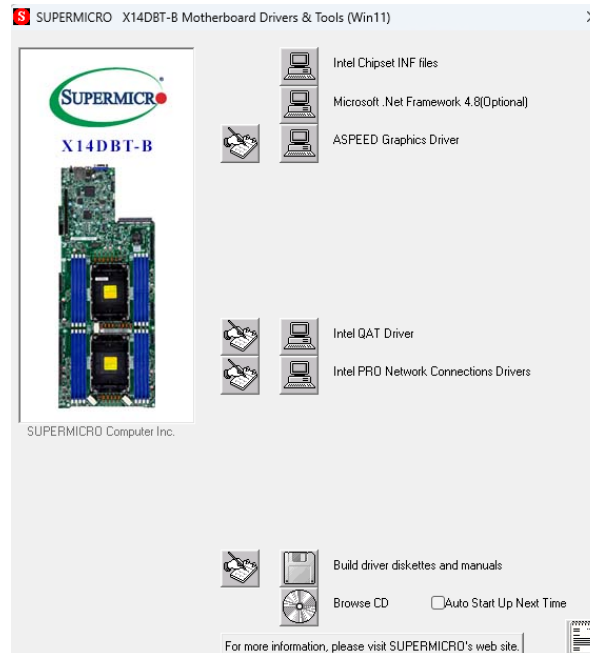 SUPERMICRO X14DBT-B Motherboard Drivers & Tools (Win11)
SUPERMICR
X14DBT-B
SUPERMICRO Computer Inc.
Intel Chipset INF files
Microsoft .Net Framework 4.8(Optional)
ASPEED Graphics Driver
Intel QAT Driver
Intel PRO Network Connections Drivers
Build driver diskettes and manuals
Browse CD
Auto Start Up Next Time
For more information, please visit SUPERMICRO's web site.